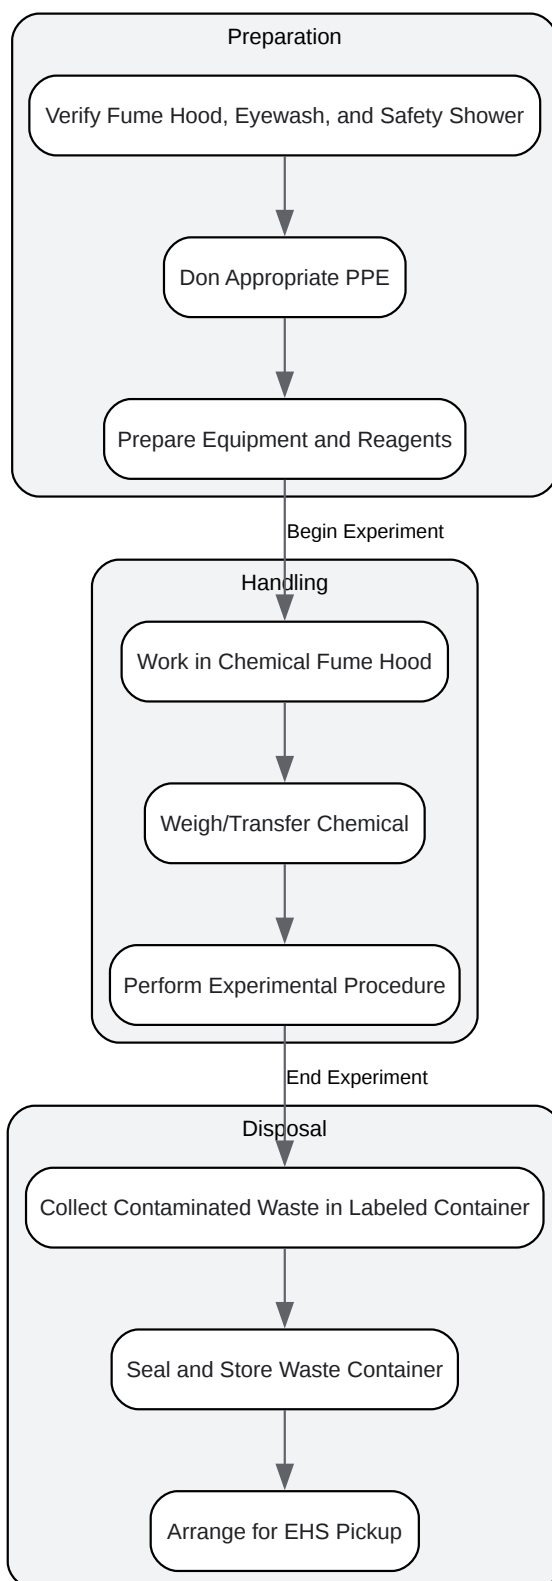 Preparation
Verify Fume Hood, Eyewash, and Safety Shower
Don Appropriate PPE
Prepare Equipment and Reagents
Begin Experiment
Handling
Work in Chemical Fume Hood
Weigh/Transfer Chemical
Perform Experimental Procedure
End Experiment
Disposal
Collect Contaminated Waste in Labeled Container
Seal and Store Waste Container
Arrange for EHS Pickup